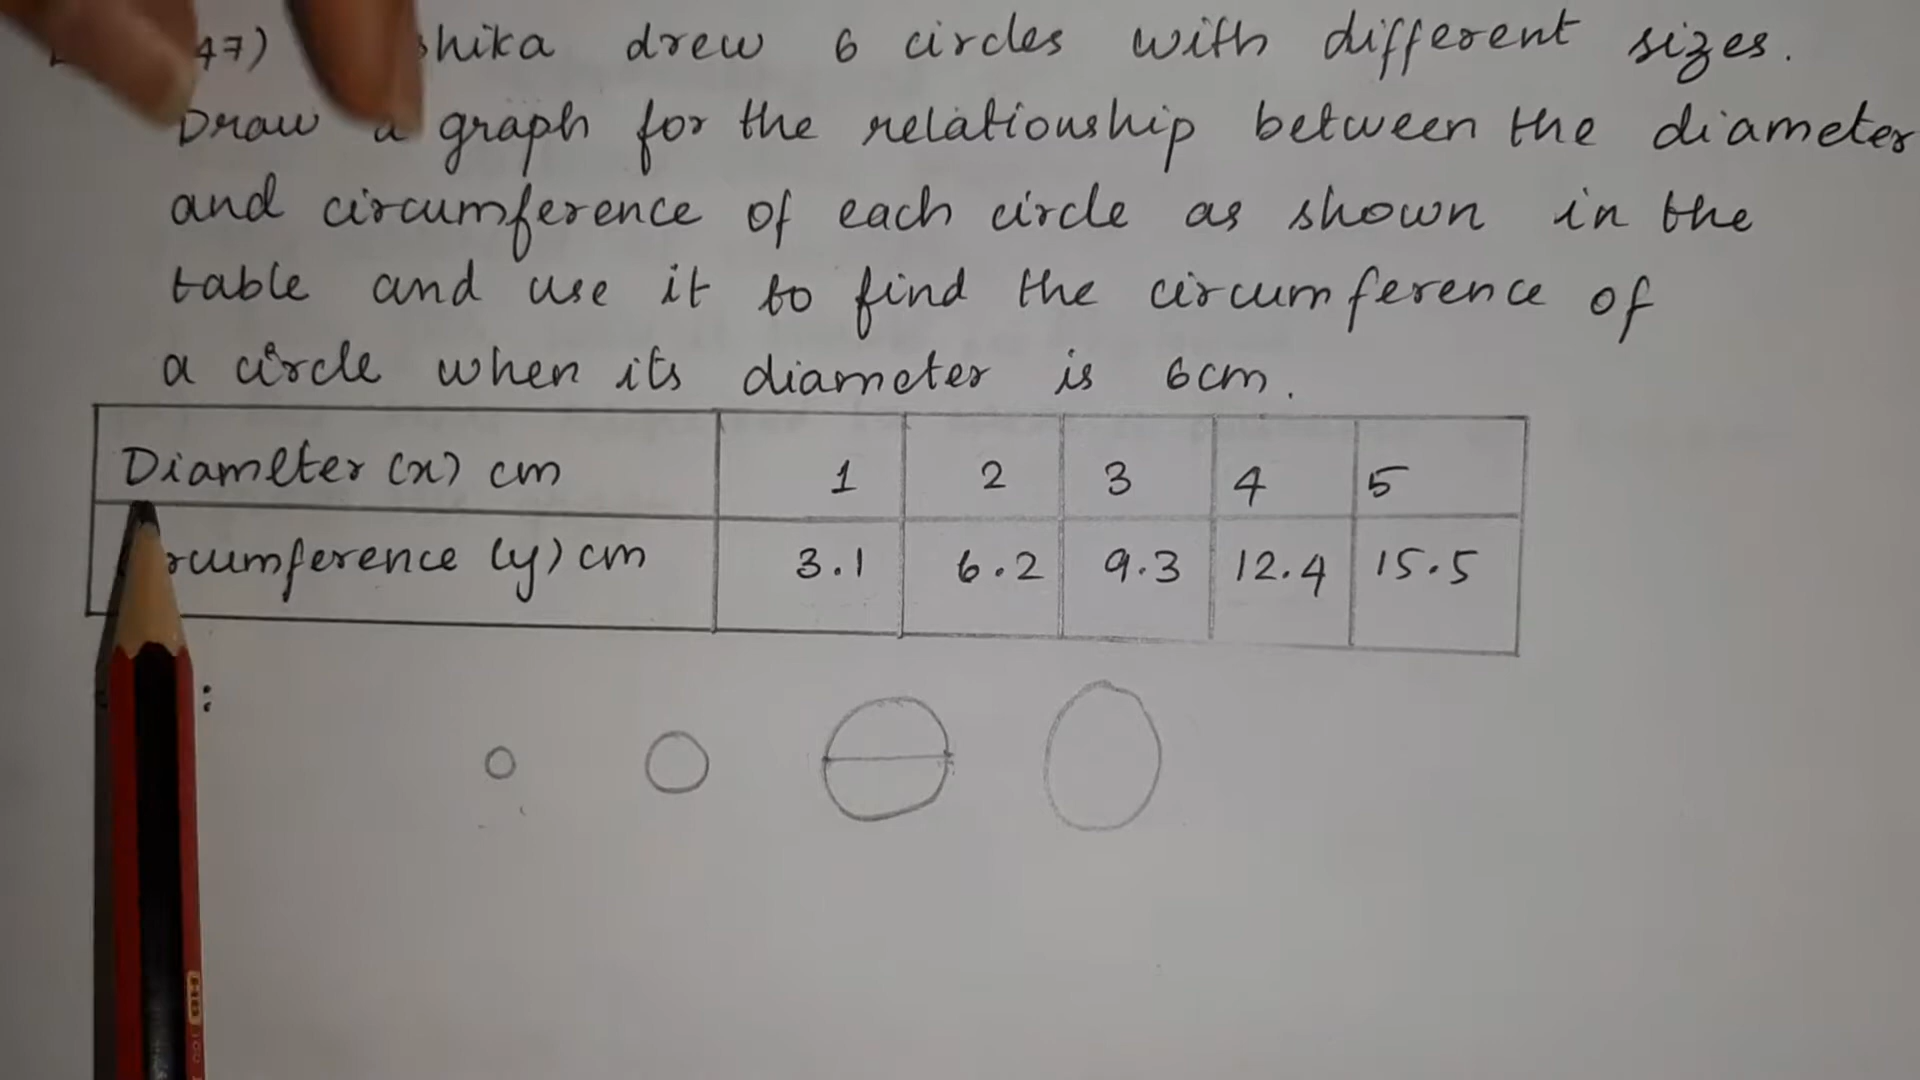 47) drew 6 circles with different sizes.
Draw a graph for the relationship between the diameter
and circumference of each circle as shown in the
table and use it to find the circumference of
a circle when its diameter is 6cm.
Diameter (x) cm 1 2 3 4 5
rcumference (y) cm 3.1 6.2 9.3 12.4 15.5
: